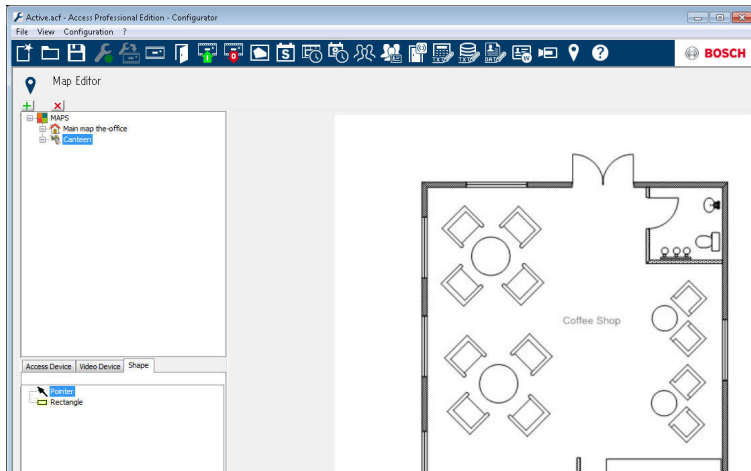 Active.acf - Access Professional Edition - Configurator
File View Configuration ?
BOSCH
Map Editor
MAPS
Main map the-office
Canteen
Coffee Shop
Access Device Video Device Shape
Pointer
Rectangle